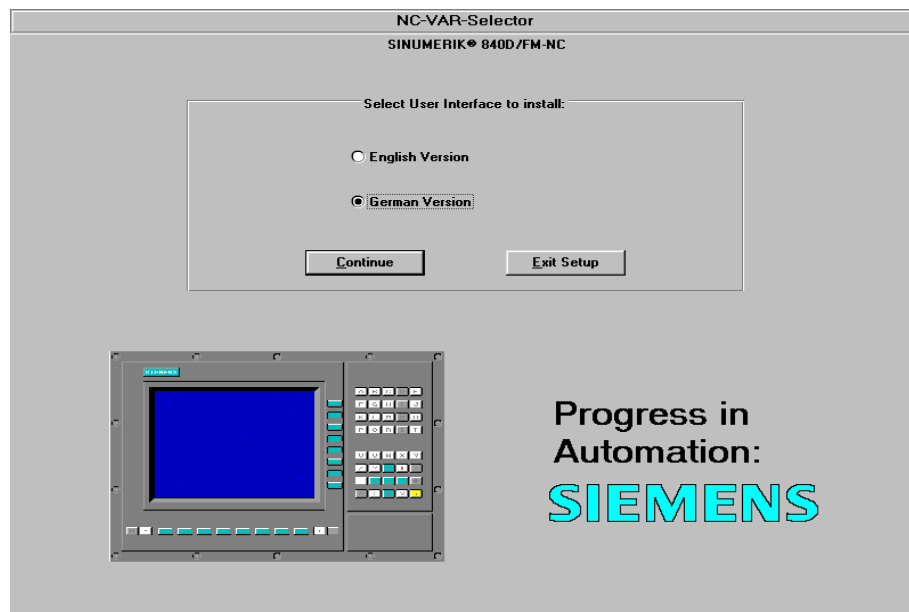 NC-VAR-Selector
SINUMERIK® 840D/FM-NC
Select User Interface to install:
English Version
German Version
Continue
Exit Setup
SIEMENS
Progress in
Automation:
SIEMENS